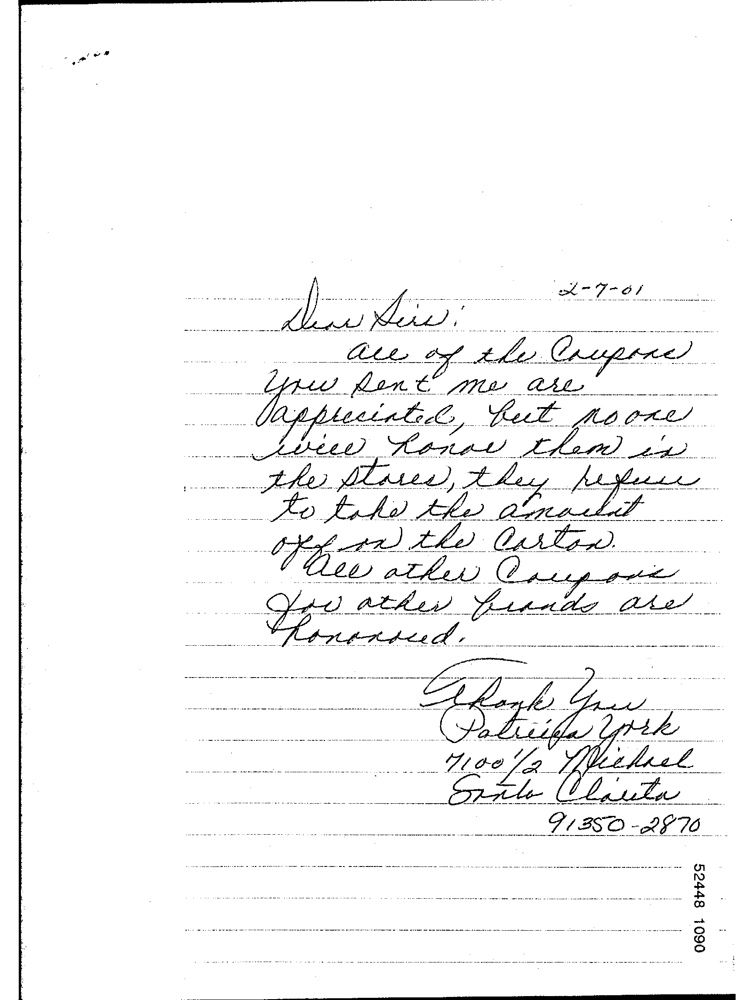 2-7-01
Dear Sirs:
All of the Coupons
you sent me are
appreciated, but no one
will honor them in
the stores, they refuse
to take the amount
off on the carton.
All other Coupons
for other brands are
honored.
Thank You
Patricia York
7100 1/2 Michael
Santa Clarita
91350-2870
52448 1090